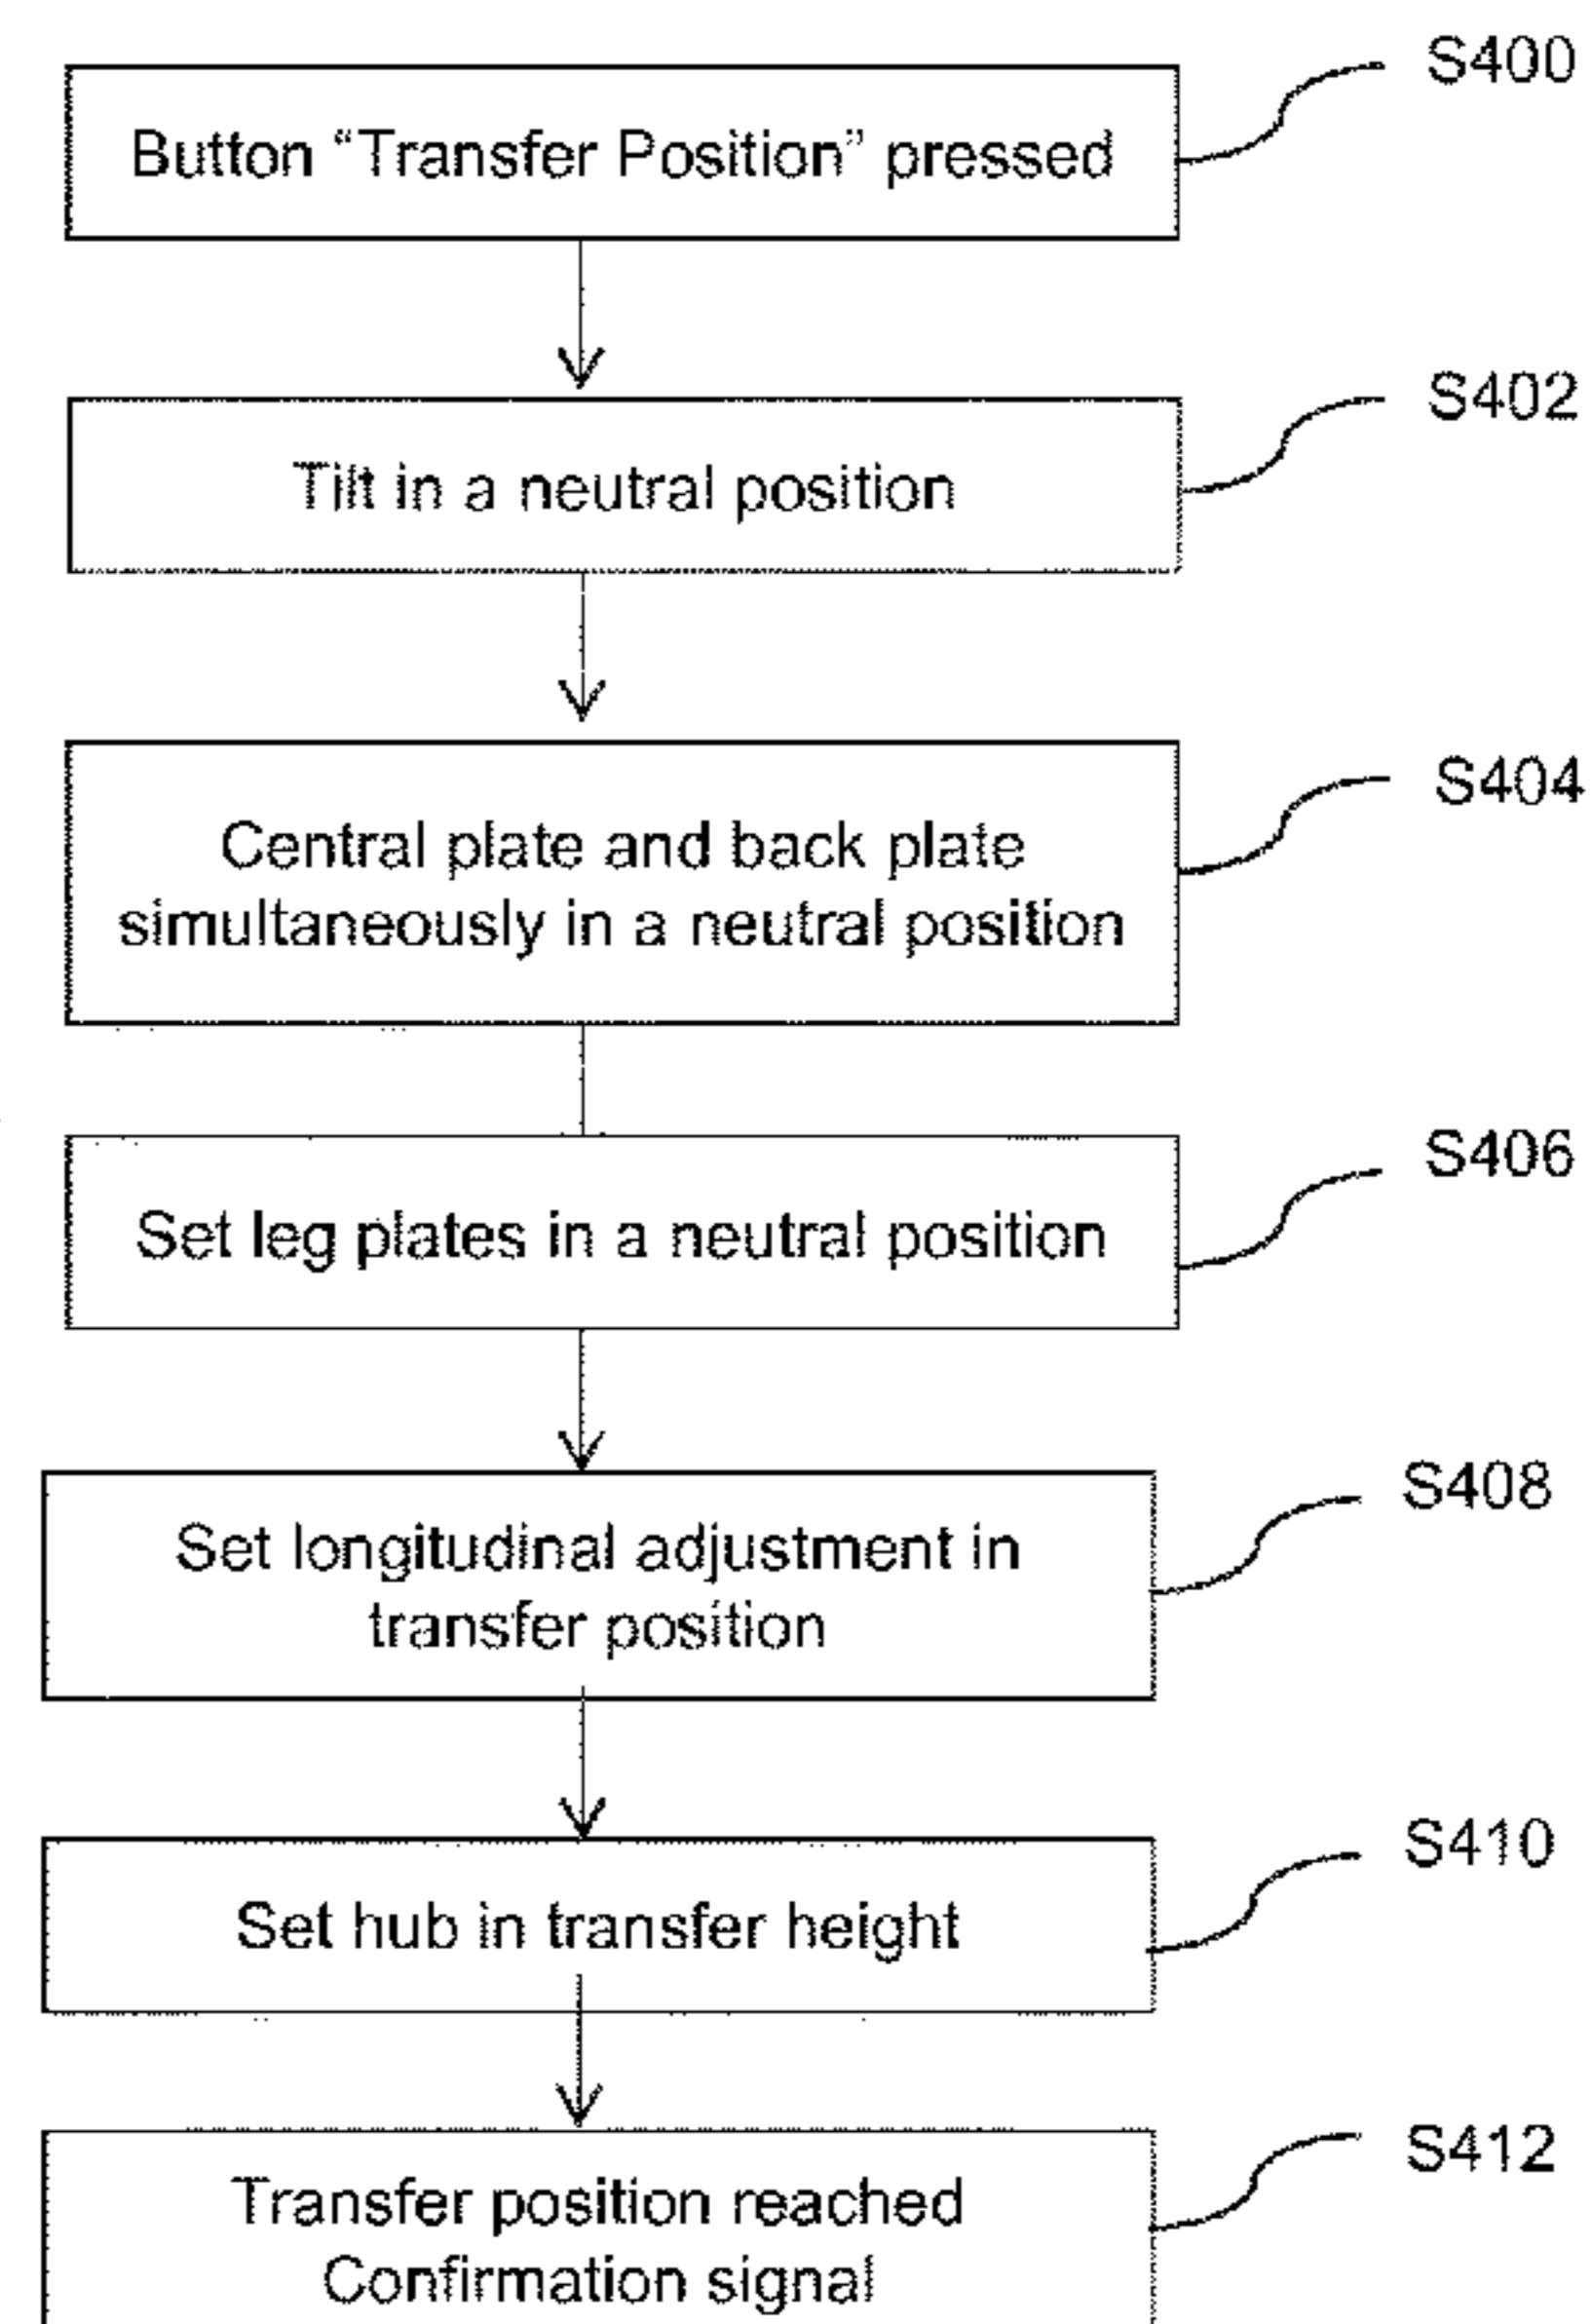 S400
Button “Transfer Position” pressed
S402
Tilt in a neutral position
S404
Central plate and back plate
simultaneously in a neutral position
S406
Set leg plates in a neutral position
S408
Set longitudinal adjustment in
transfer position
S410
Set hub in transfer height
S412
Transfer position reached
Confirmation signal